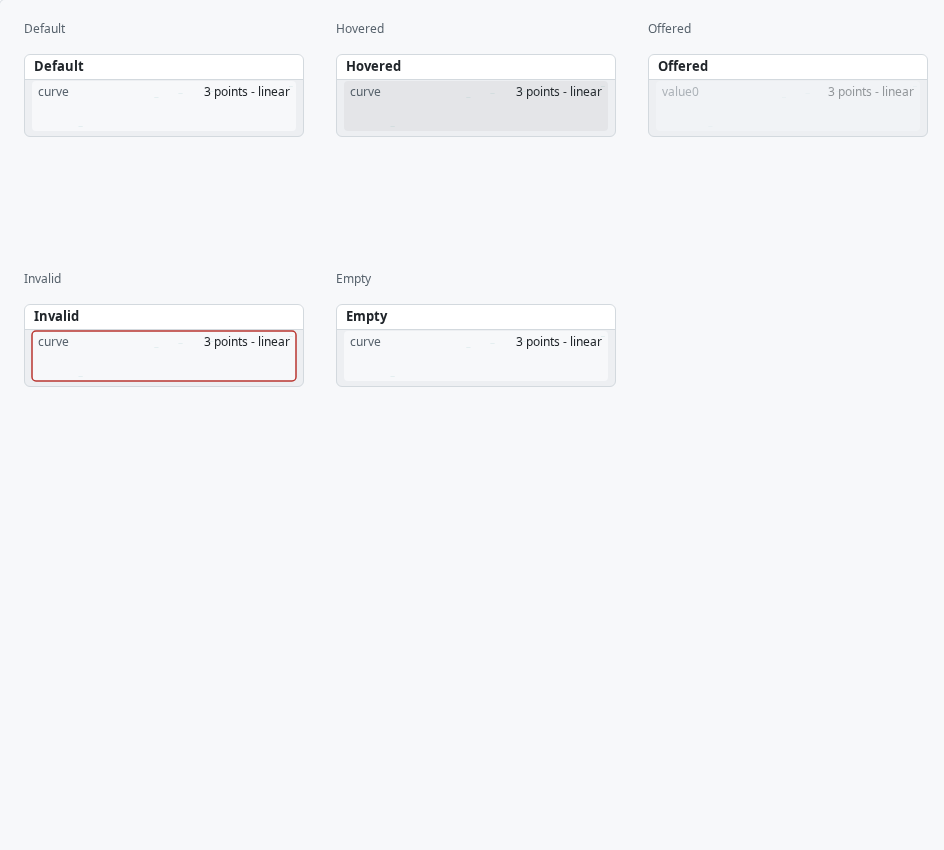 Default
Hovered
Offered
Default
Hovered
Offered
curve 3 points - linear
curve 3 points - linear
value0 3 points - linear
Invalid
Empty
Invalid
Empty
curve 3 points - linear
curve 3 points - linear